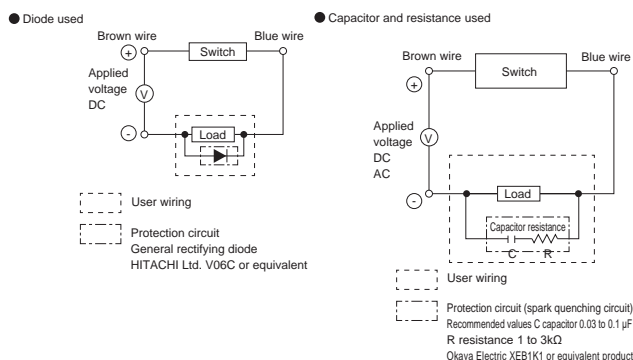 ● Diode used
Brown wire
Blue wire
Switch
+
Applied
voltage
DC
V
-
Load
User wiring
Protection circuit
General rectifying diode
HITACHI Ltd. V06C or equivalent
● Capacitor and resistance used
Brown wire
Blue wire
Switch
+
Applied
voltage
DC
AC
V
-
Load
Capacitor resistance
C R
User wiring
Protection circuit (spark quenching circuit)
Recommended values C capacitor 0.03 to 0.1 μF
R resistance 1 to 3kΩ
Okaya Electric XEB1K1 or equivalent product